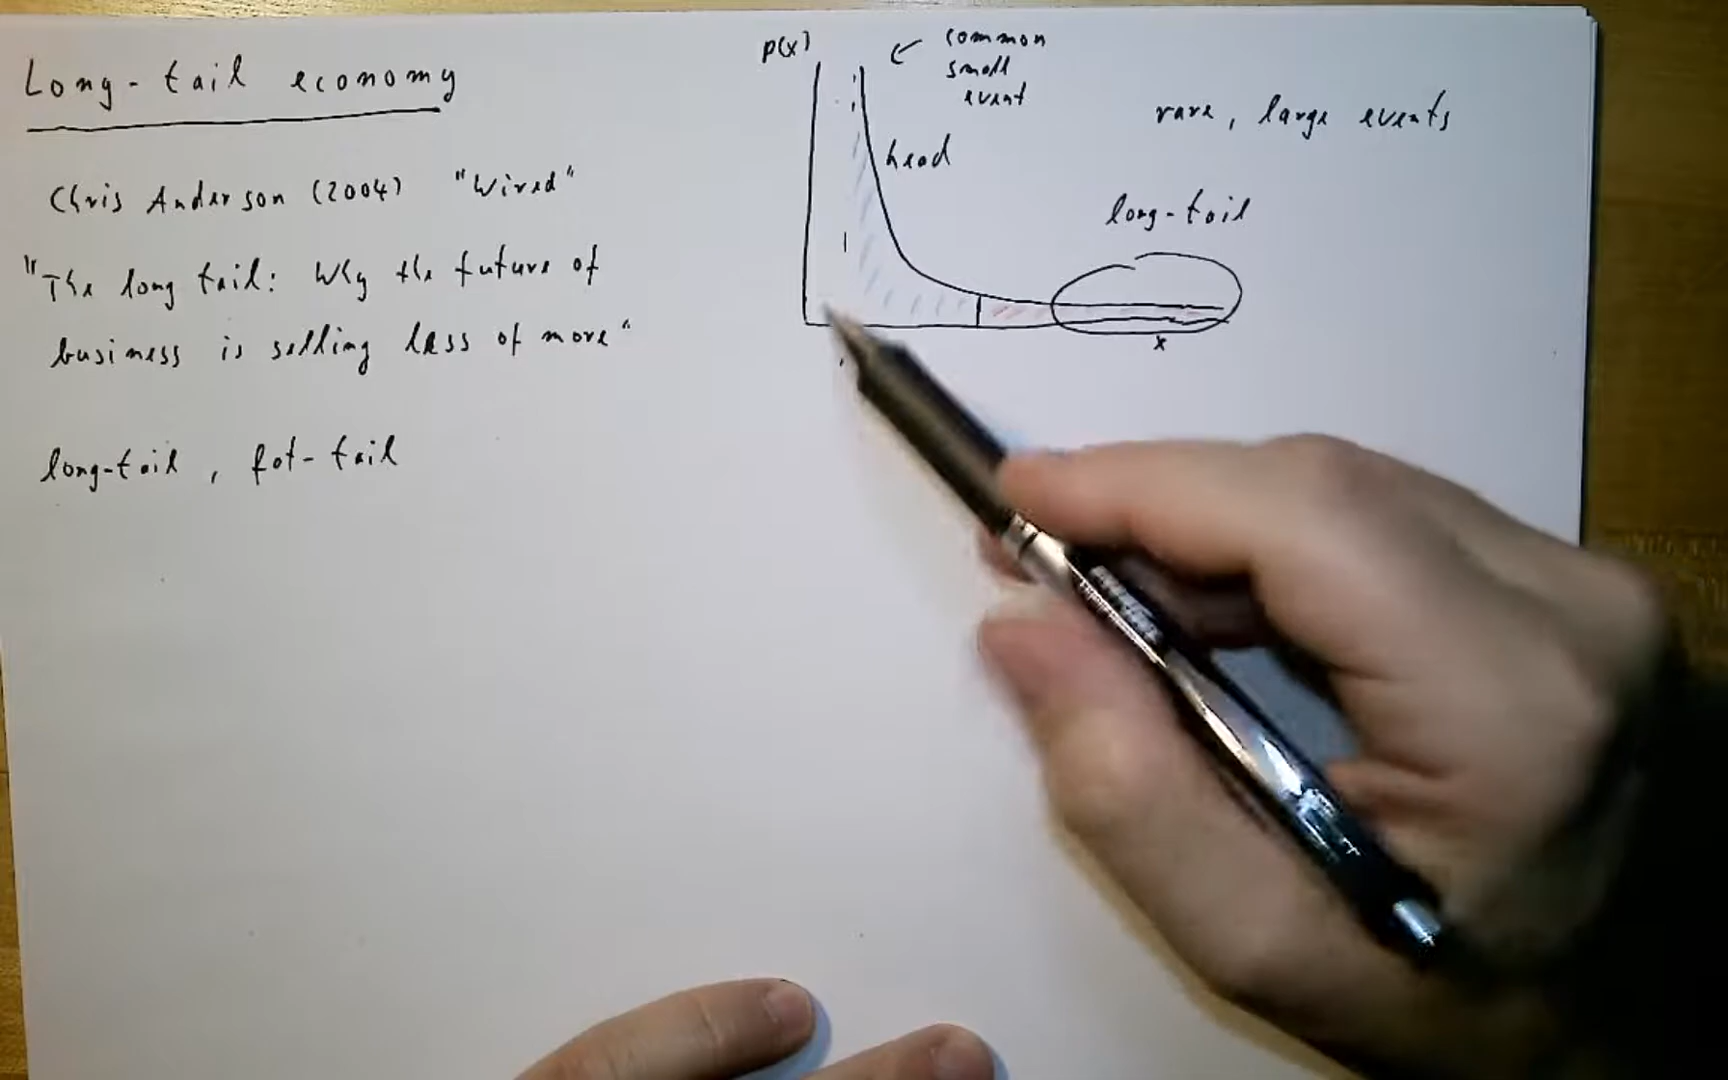 Long-tail economy
Chris Anderson (2004) "Wired"
"The long tail: Why the future of
business is selling less of more"
long-tail, fat-tail
p(x)
common
small
event
head
rare, large events
long-tail
x